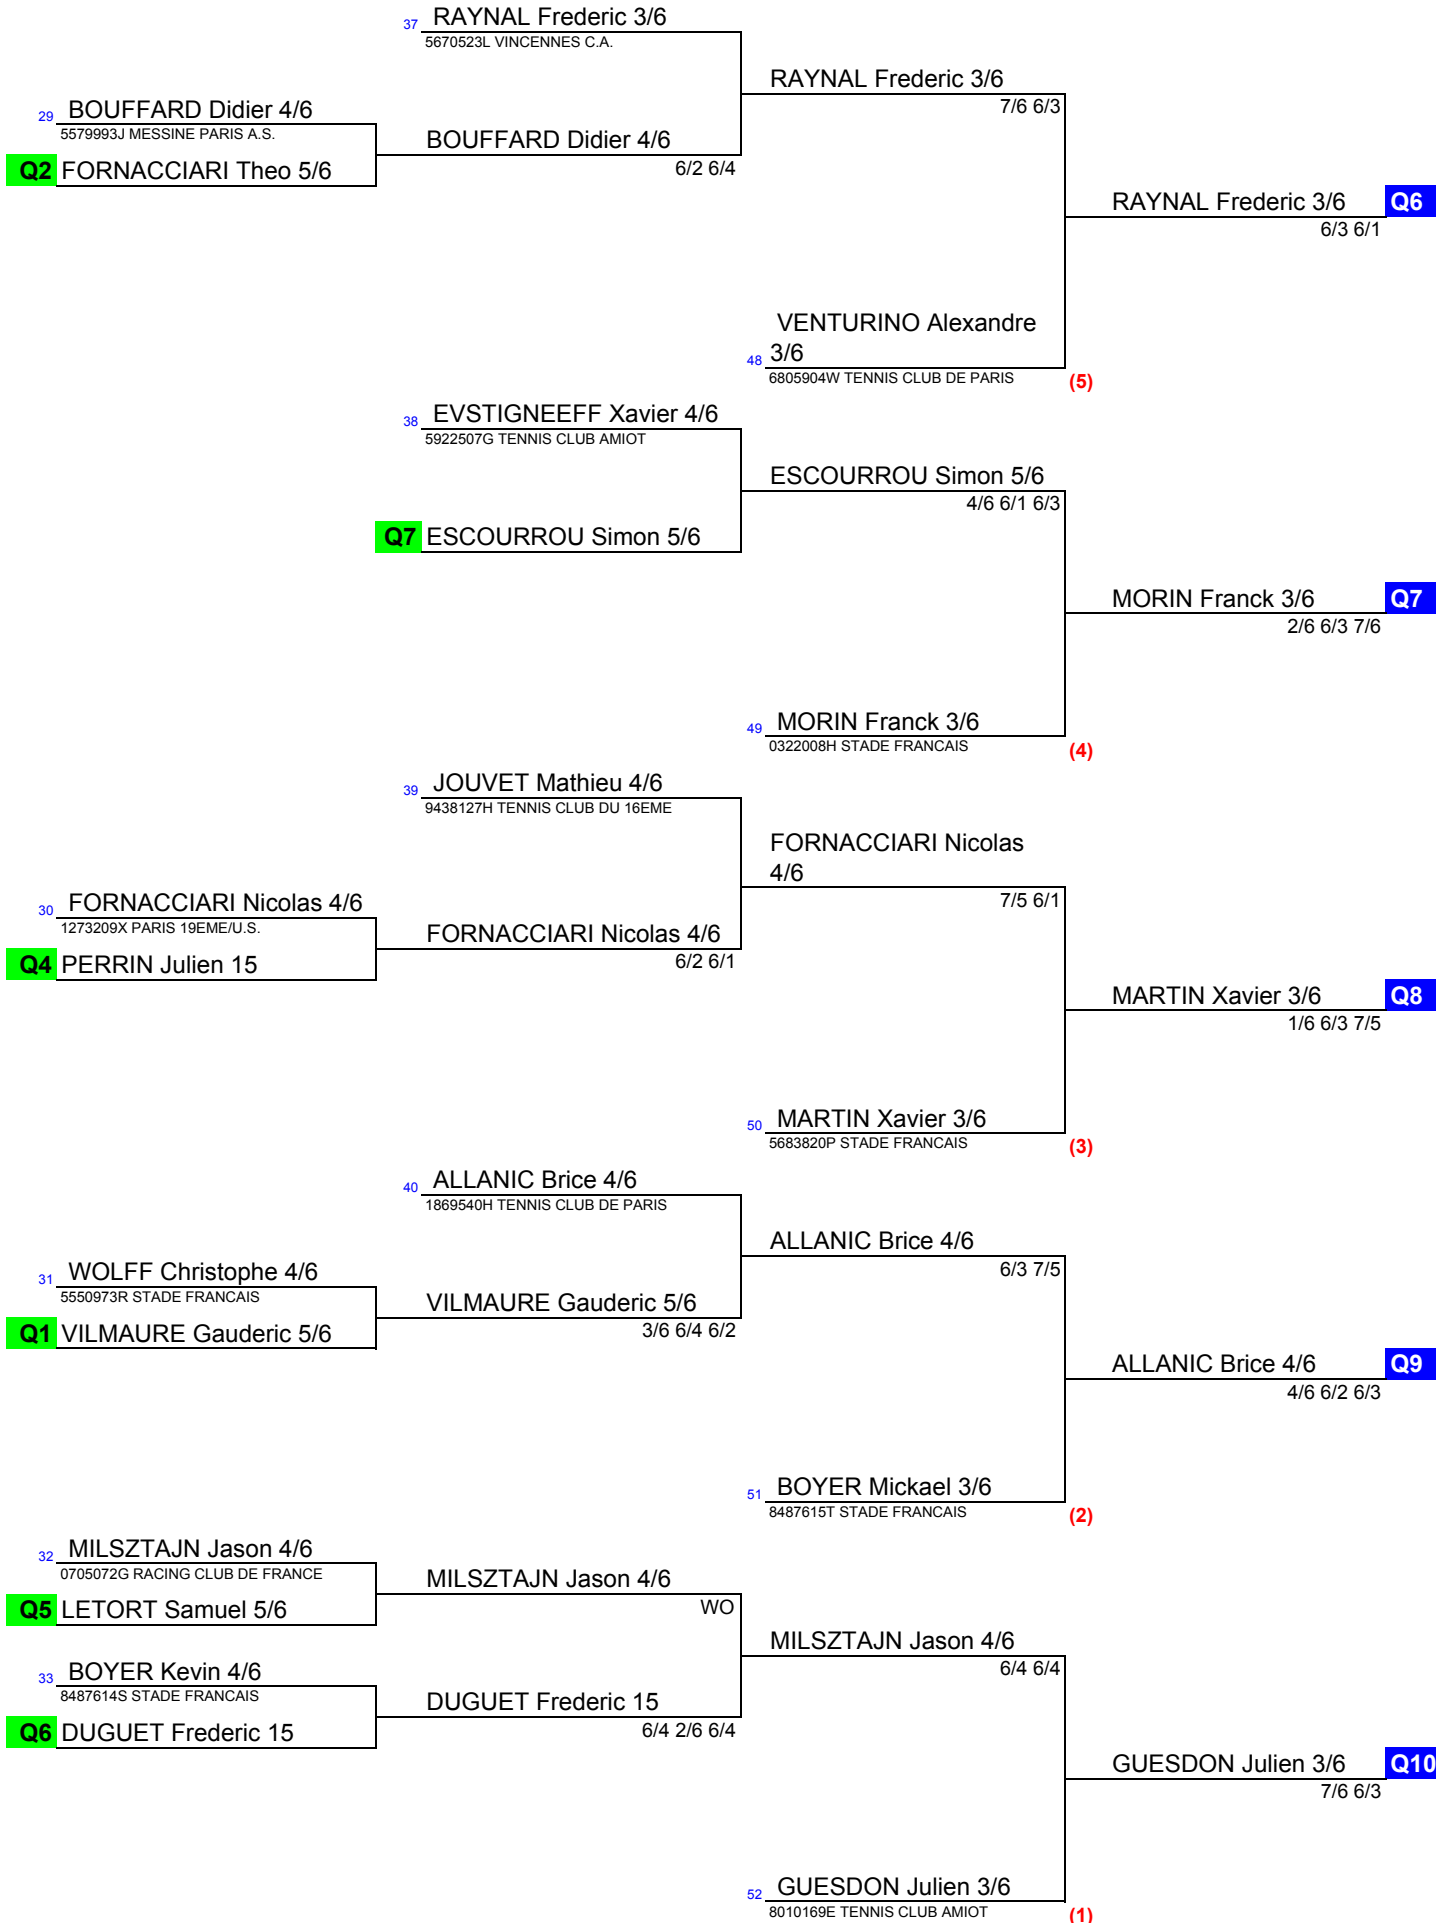 37 RAYNAL Frederic 3/6
5670523L VINCENNES C.A.
RAYNAL Frederic 3/6
7/6 6/3
29 BOUFFARD Didier 4/6
5579993J MESSINE PARIS A.S.
BOUFFARD Didier 4/6
6/2 6/4
Q2 FORNACCIARI Theo 5/6
RAYNAL Frederic 3/6 Q6
6/3 6/1
VENTURINO Alexandre
48 3/6
6805904W TENNIS CLUB DE PARIS (5)
38 EVSTIGNEEFF Xavier 4/6
5922507G TENNIS CLUB AMIOT
ESCOURROU Simon 5/6
4/6 6/1 6/3
Q7 ESCOURROU Simon 5/6
MORIN Franck 3/6 Q7
2/6 6/3 7/6
49 MORIN Franck 3/6
0322008H STADE FRANCAIS (4)
39 JOUVET Mathieu 4/6
9438127H TENNIS CLUB DU 16EME
FORNACCIARI Nicolas
4/6
7/5 6/1
30 FORNACCIARI Nicolas 4/6
1273209X PARIS 19EME/U.S.
FORNACCIARI Nicolas 4/6
6/2 6/1
Q4 PERRIN Julien 15
MARTIN Xavier 3/6 Q8
1/6 6/3 7/5
50 MARTIN Xavier 3/6
5683820P STADE FRANCAIS (3)
40 ALLANIC Brice 4/6
1869540H TENNIS CLUB DE PARIS
ALLANIC Brice 4/6
6/3 7/5
31 WOLFF Christophe 4/6
5550973R STADE FRANCAIS
VILMAURE Gauderic 5/6
3/6 6/4 6/2
Q1 VILMAURE Gauderic 5/6
ALLANIC Brice 4/6 Q9
4/6 6/2 6/3
51 BOYER Mickael 3/6
8487615T STADE FRANCAIS (2)
32 MILSZTAJN Jason 4/6
0705072G RACING CLUB DE FRANCE
MILSZTAJN Jason 4/6
WO
Q5 LETORT Samuel 5/6
MILSZTAJN Jason 4/6
6/4 6/4
33 BOYER Kevin 4/6
8487614S STADE FRANCAIS
DUGUET Frederic 15
6/4 2/6 6/4
Q6 DUGUET Frederic 15
GUESDON Julien 3/6 Q10
7/6 6/3
52 GUESDON Julien 3/6
8010169E TENNIS CLUB AMIOT (1)